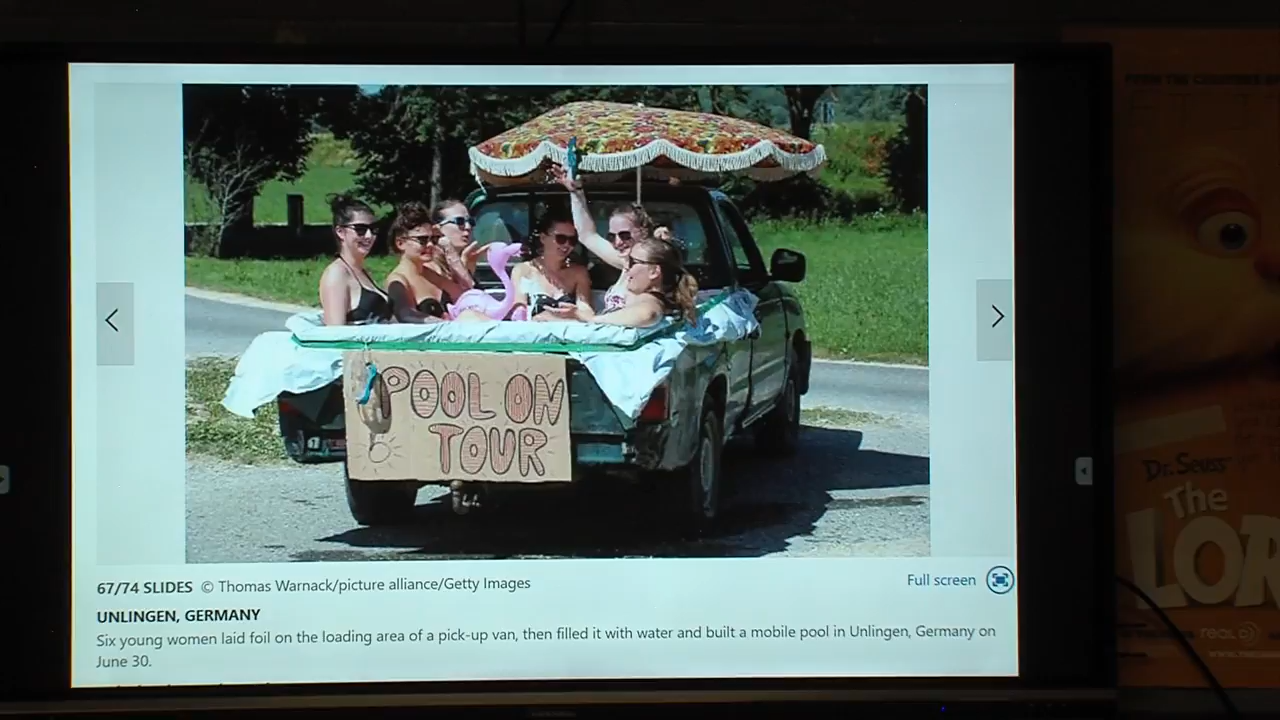 POOL ON
TOUR
67/74 SLIDES © Thomas Warnack/picture alliance/Getty Images
Full screen
UNLINGEN, GERMANY
Six young women laid foil on the loading area of a pick-up van, then filled it with water and built a mobile pool in Unlingen, Germany on
June 30.
Dr. Seuss'
The
LOR
real D